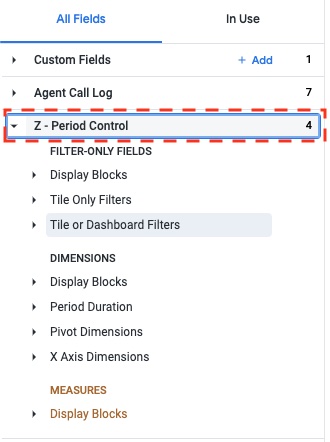 All Fields In Use
Custom Fields + Add 1
Agent Call Log 7
Z - Period Control 4
FILTER-ONLY FIELDS
Display Blocks
Tile Only Filters
Tile or Dashboard Filters
DIMENSIONS
Display Blocks
Period Duration
Pivot Dimensions
X Axis Dimensions
MEASURES
Display Blocks